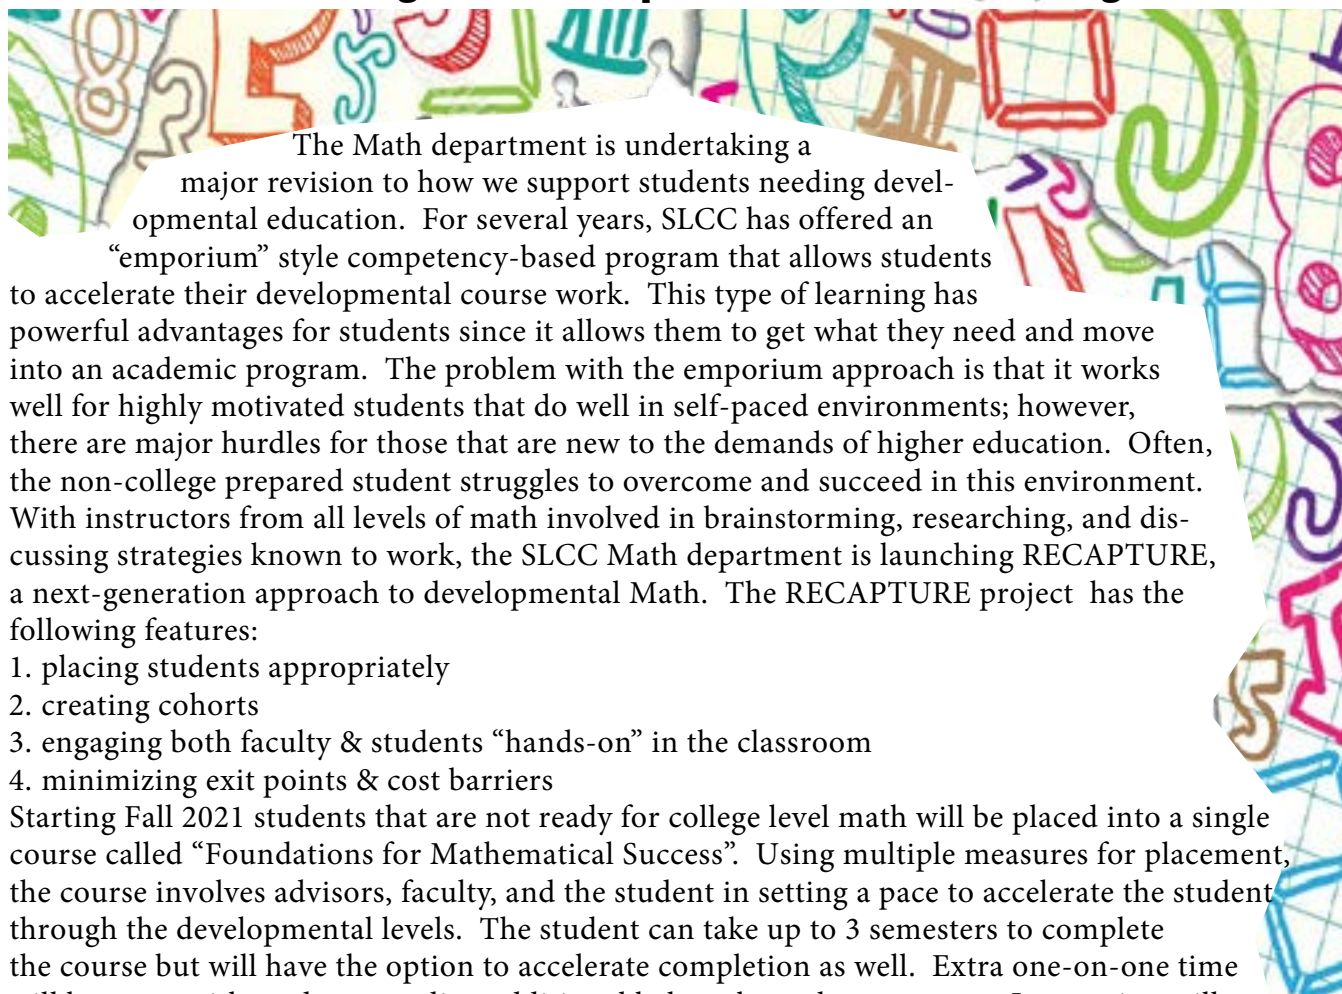 The Math department is undertaking a
major revision to how we support students needing devel-
opmental education.  For several years, SLCC has offered an
“emporium” style competency-based program that allows students
to accelerate their developmental course work.  This type of learning has
powerful advantages for students since it allows them to get what they need and move
into an academic program.  The problem with the emporium approach is that it works
well for highly motivated students that do well in self-paced environments; however,
there are major hurdles for those that are new to the demands of higher education.  Often,
the non-college prepared student struggles to overcome and succeed in this environment.
With instructors from all levels of math involved in brainstorming, researching, and dis-
cussing strategies known to work, the SLCC Math department is launching RECAPTURE,
a next-generation approach to developmental Math.  The RECAPTURE project  has the
following features:
1. placing students appropriately
2. creating cohorts
3. engaging both faculty & students “hands-on” in the classroom
4. minimizing exit points & cost barriers
Starting Fall 2021 students that are not ready for college level math will be placed into a single
course called “Foundations for Mathematical Success”.  Using multiple measures for placement,
the course involves advisors, faculty, and the student in setting a pace to accelerate the student
through the developmental levels.  The student can take up to 3 semesters to complete
the course but will have the option to accelerate completion as well.  Extra one-on-one time